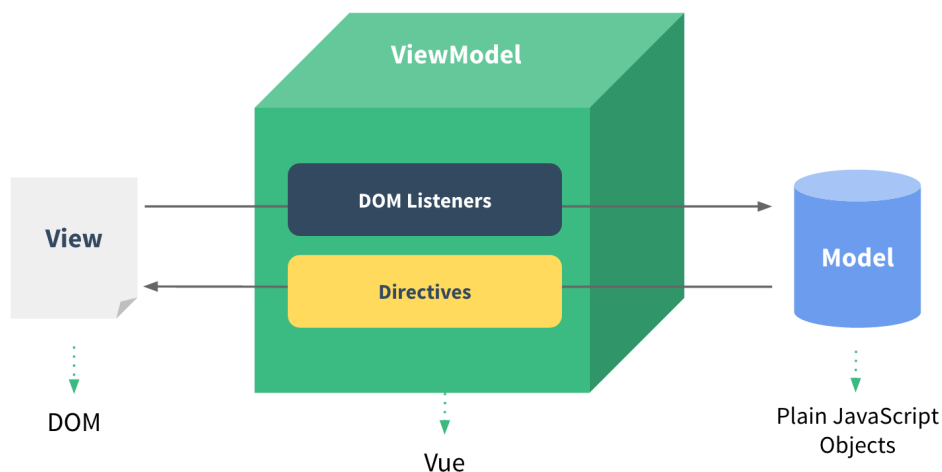 ViewModel
DOM Listeners
View
Model
Directives
DOM
Plain JavaScript
Objects
Vue